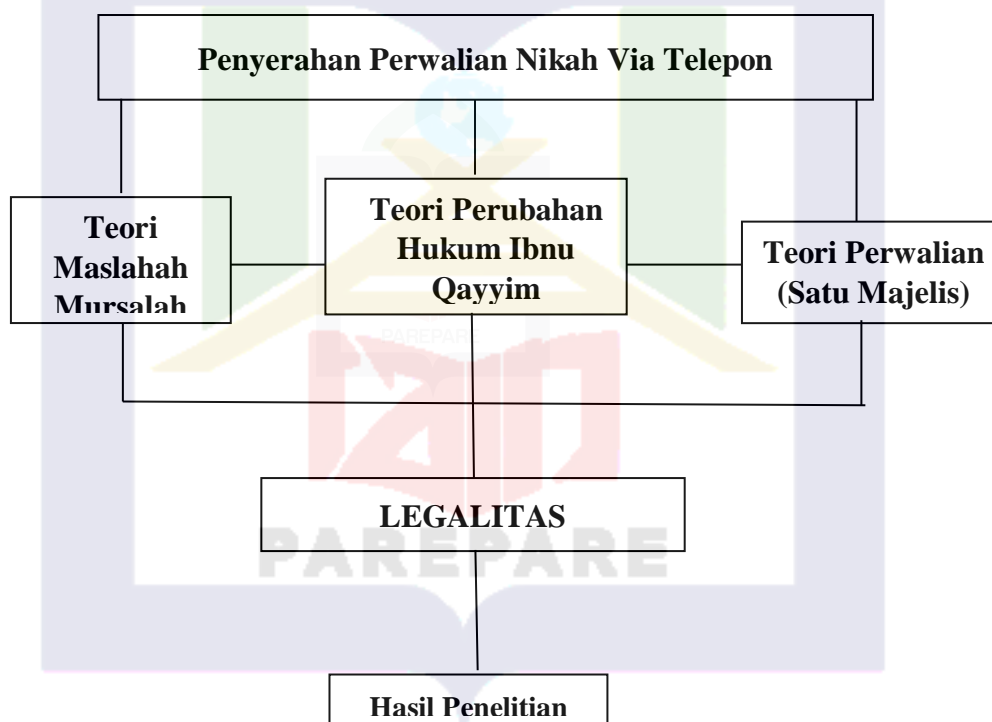 Penyerahan Perwalian Nikah Via Telepon
Teori
Maslahah
Mursalah
Teori Perubahan
Hukum Ibnu
Qayyim
Teori Perwalian
(Satu Majelis)
PAREPARE
LEGALITAS
PAREPARE
Hasil Penelitian